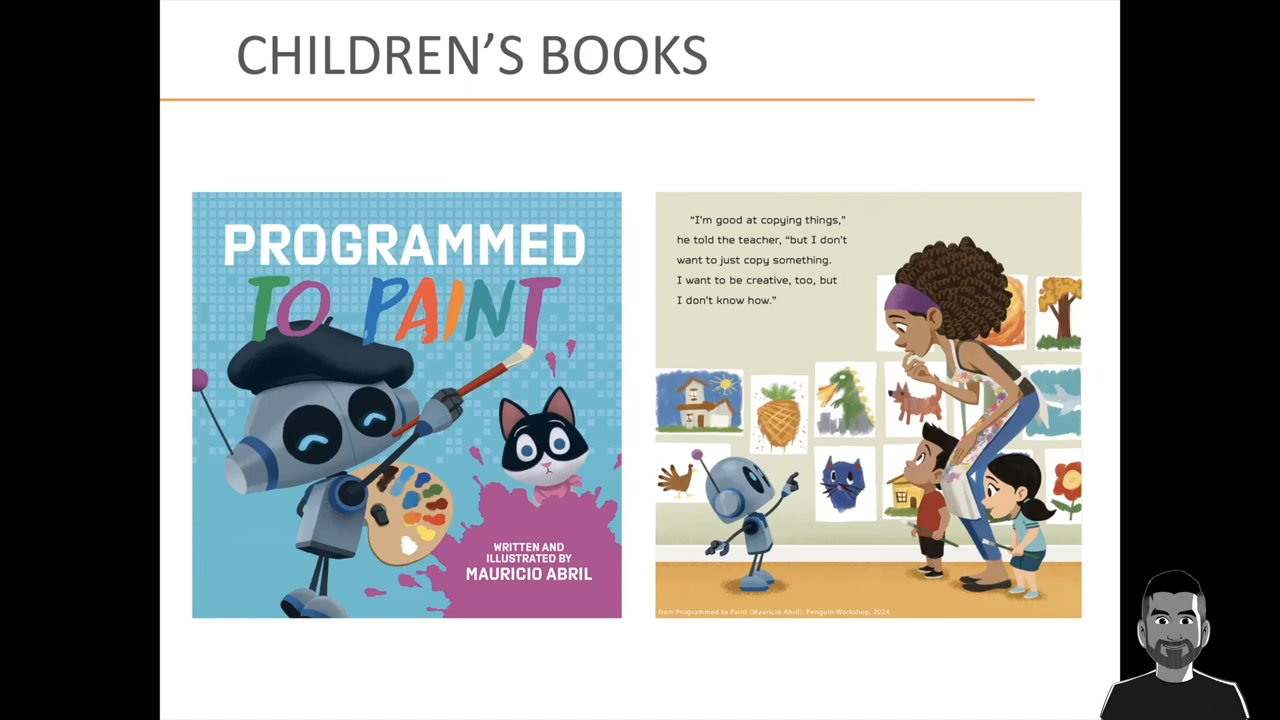 CHILDREN’S BOOKS
PROGRAMMED
TO PAINT
WRITTEN AND
ILLUSTRATED BY
MAURICIO ABRIL
“I’m good at copying things,”
he told the teacher, “but I don’t
want to just copy something.
I want to be creative, too, but
I don’t know how.”
from Programmed to Paint (Mauricio Abril). Penguin Workshop, 2024.